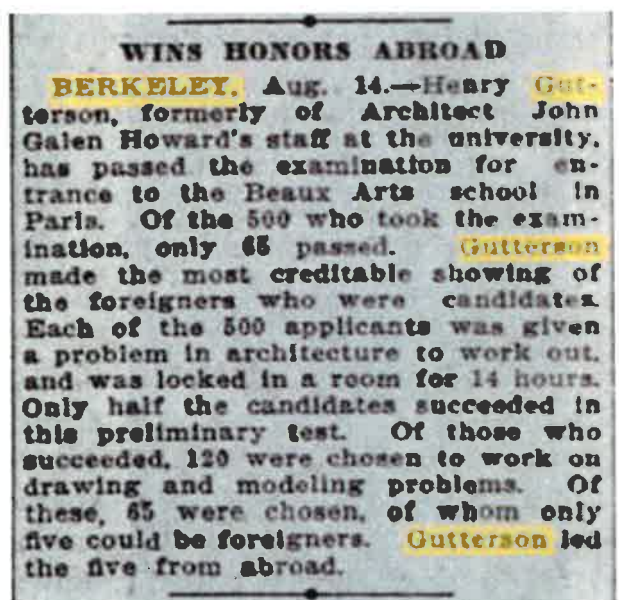 WINS HONORS ABROAD
BERKELEY, Aug. 14.—Henry Gut-
terson, formerly of Architect John
Galen Howard's staff at the university,
has passed the examination for en-
trance to the Beaux Arts school in
Paris. Of the 500 who took the exam-
ination, only 65 passed. Gutterson
made the most creditable showing of
the foreigners who were candidates.
Each of the 500 applicants was given
a problem in architecture to work out,
and was locked in a room for 14 hours.
Only half the candidates succeeded in
this preliminary test. Of those who
succeeded, 120 were chosen to work on
drawing and modeling problems. Of
these, 65 were chosen, of whom only
five could be foreigners. Gutterson led
the five from abroad.